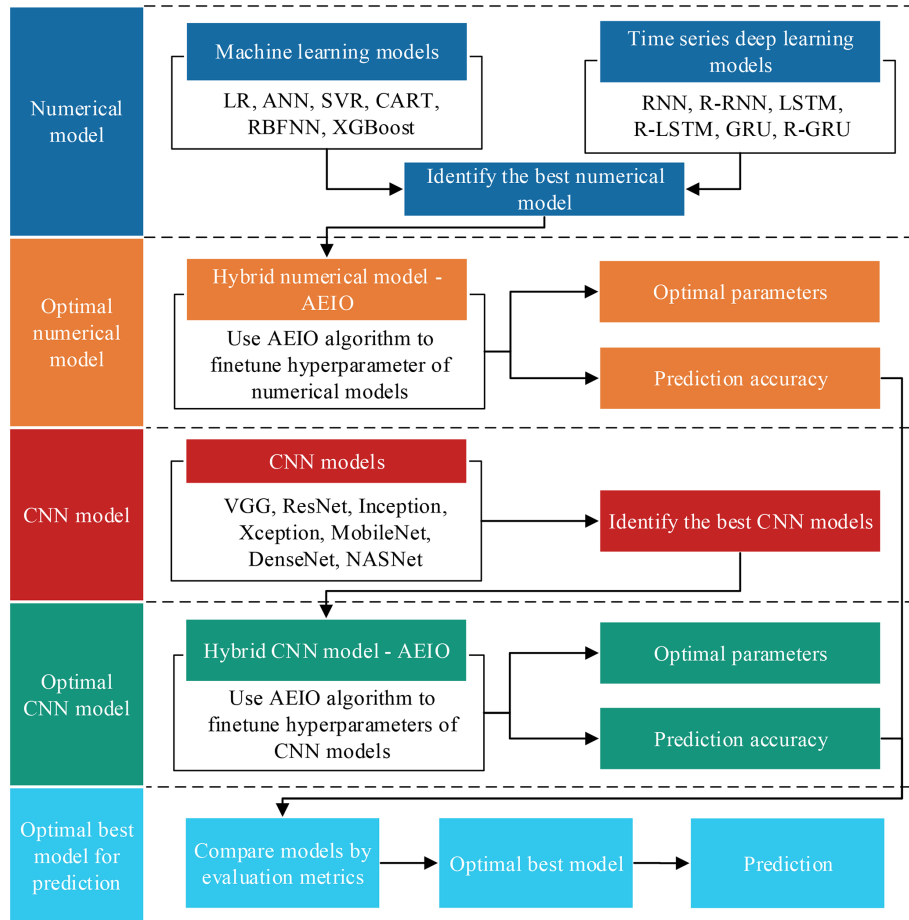 Numerical
model
Machine learning models
LR, ANN, SVR, CART,
RBFNN, XGBoost
Time series deep learning
models
RNN, R-RNN, LSTM,
R-LSTM, GRU, R-GRU
Identify the best numerical
model
Optimal
numerical
model
Hybrid numerical model -
AEIO
Use AEIO algorithm to
finetune hyperparameter of
numerical models
Optimal parameters
Prediction accuracy
CNN model
CNN models
VGG, ResNet, Inception,
Xception, MobileNet,
DenseNet, NASNet
Identify the best CNN models
Optimal
CNN model
Hybrid CNN model - AEIO
Use AEIO algorithm to
finetune hyperparameters of
CNN models
Optimal parameters
Prediction accuracy
Optimal best
model for
prediction
Compare models by
evaluation metrics
Optimal best model
Prediction